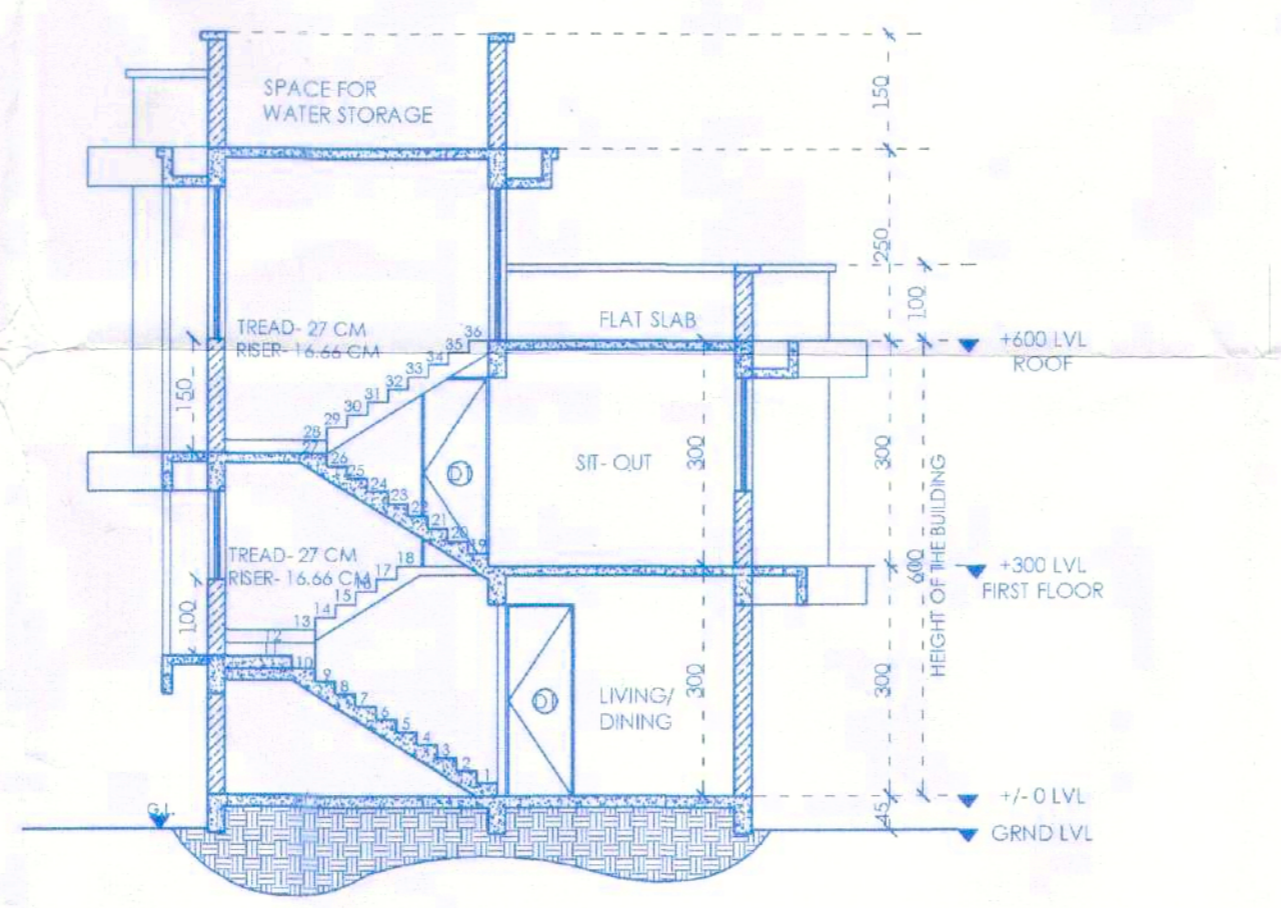 SPACE FOR
WATER STORAGE
150
250
100
FLAT SLAB
TREAD- 27 CM
RISER- 16.66 CM
36
35
34
33
32
31
30
29
28
27
26
25
24
23
22
21
20
19
+600 LVL
ROOF
150
D1
SIT- OUT
300
300
HEIGHT OF THE BUILDING
600
TREAD- 27 CM
RISER- 16.66 CM
18
17
16
15
14
13
12
10
9
8
7
6
5
4
3
2
1
+300 LVL
FIRST FLOOR
100
D1
LIVING/
DINING
300
300
+/- 0 LVL
45
G.L.
GRND LVL